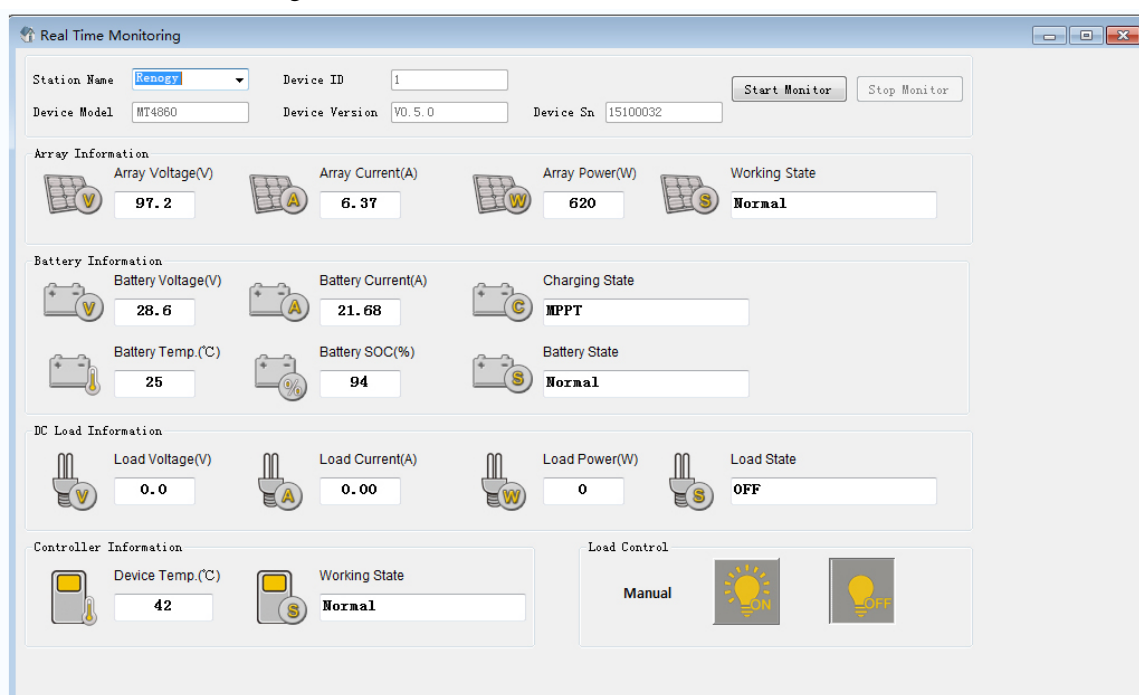 Real Time Monitoring
Station Name Renogy Device ID 1 Start Monitor Stop Monitor
Device Model MT4860 Device Version V0.5.0 Device Sn 15100032
Array Information
Array Voltage(V) Array Current(A) Array Power(W) Working State
V 97.2 A 6.37 W 620 S Normal
Battery Information
Battery Voltage(V) Battery Current(A) Charging State
V 28.6 A 21.68 C MPPT
Battery Temp.(℃) Battery SOC(%) Battery State
25 % 94 S Normal
DC Load Information
Load Voltage(V) Load Current(A) Load Power(W) Load State
V 0.0 A 0.00 W 0 S OFF
Controller Information Load Control
Device Temp.(℃) Working State
42 S Normal Manual ON OFF